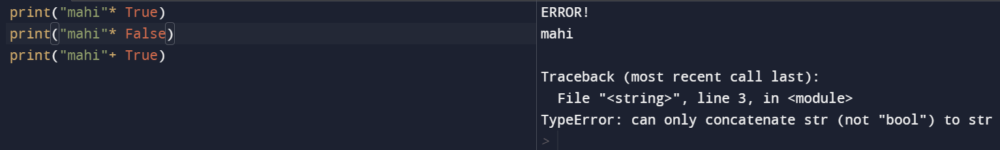 print("mahi"* True)
print("mahi"* False)
print("mahi"+ True)
ERROR!
mahi

Traceback (most recent call last):
  File "<string>", line 3, in <module>
TypeError: can only concatenate str (not "bool") to str
>